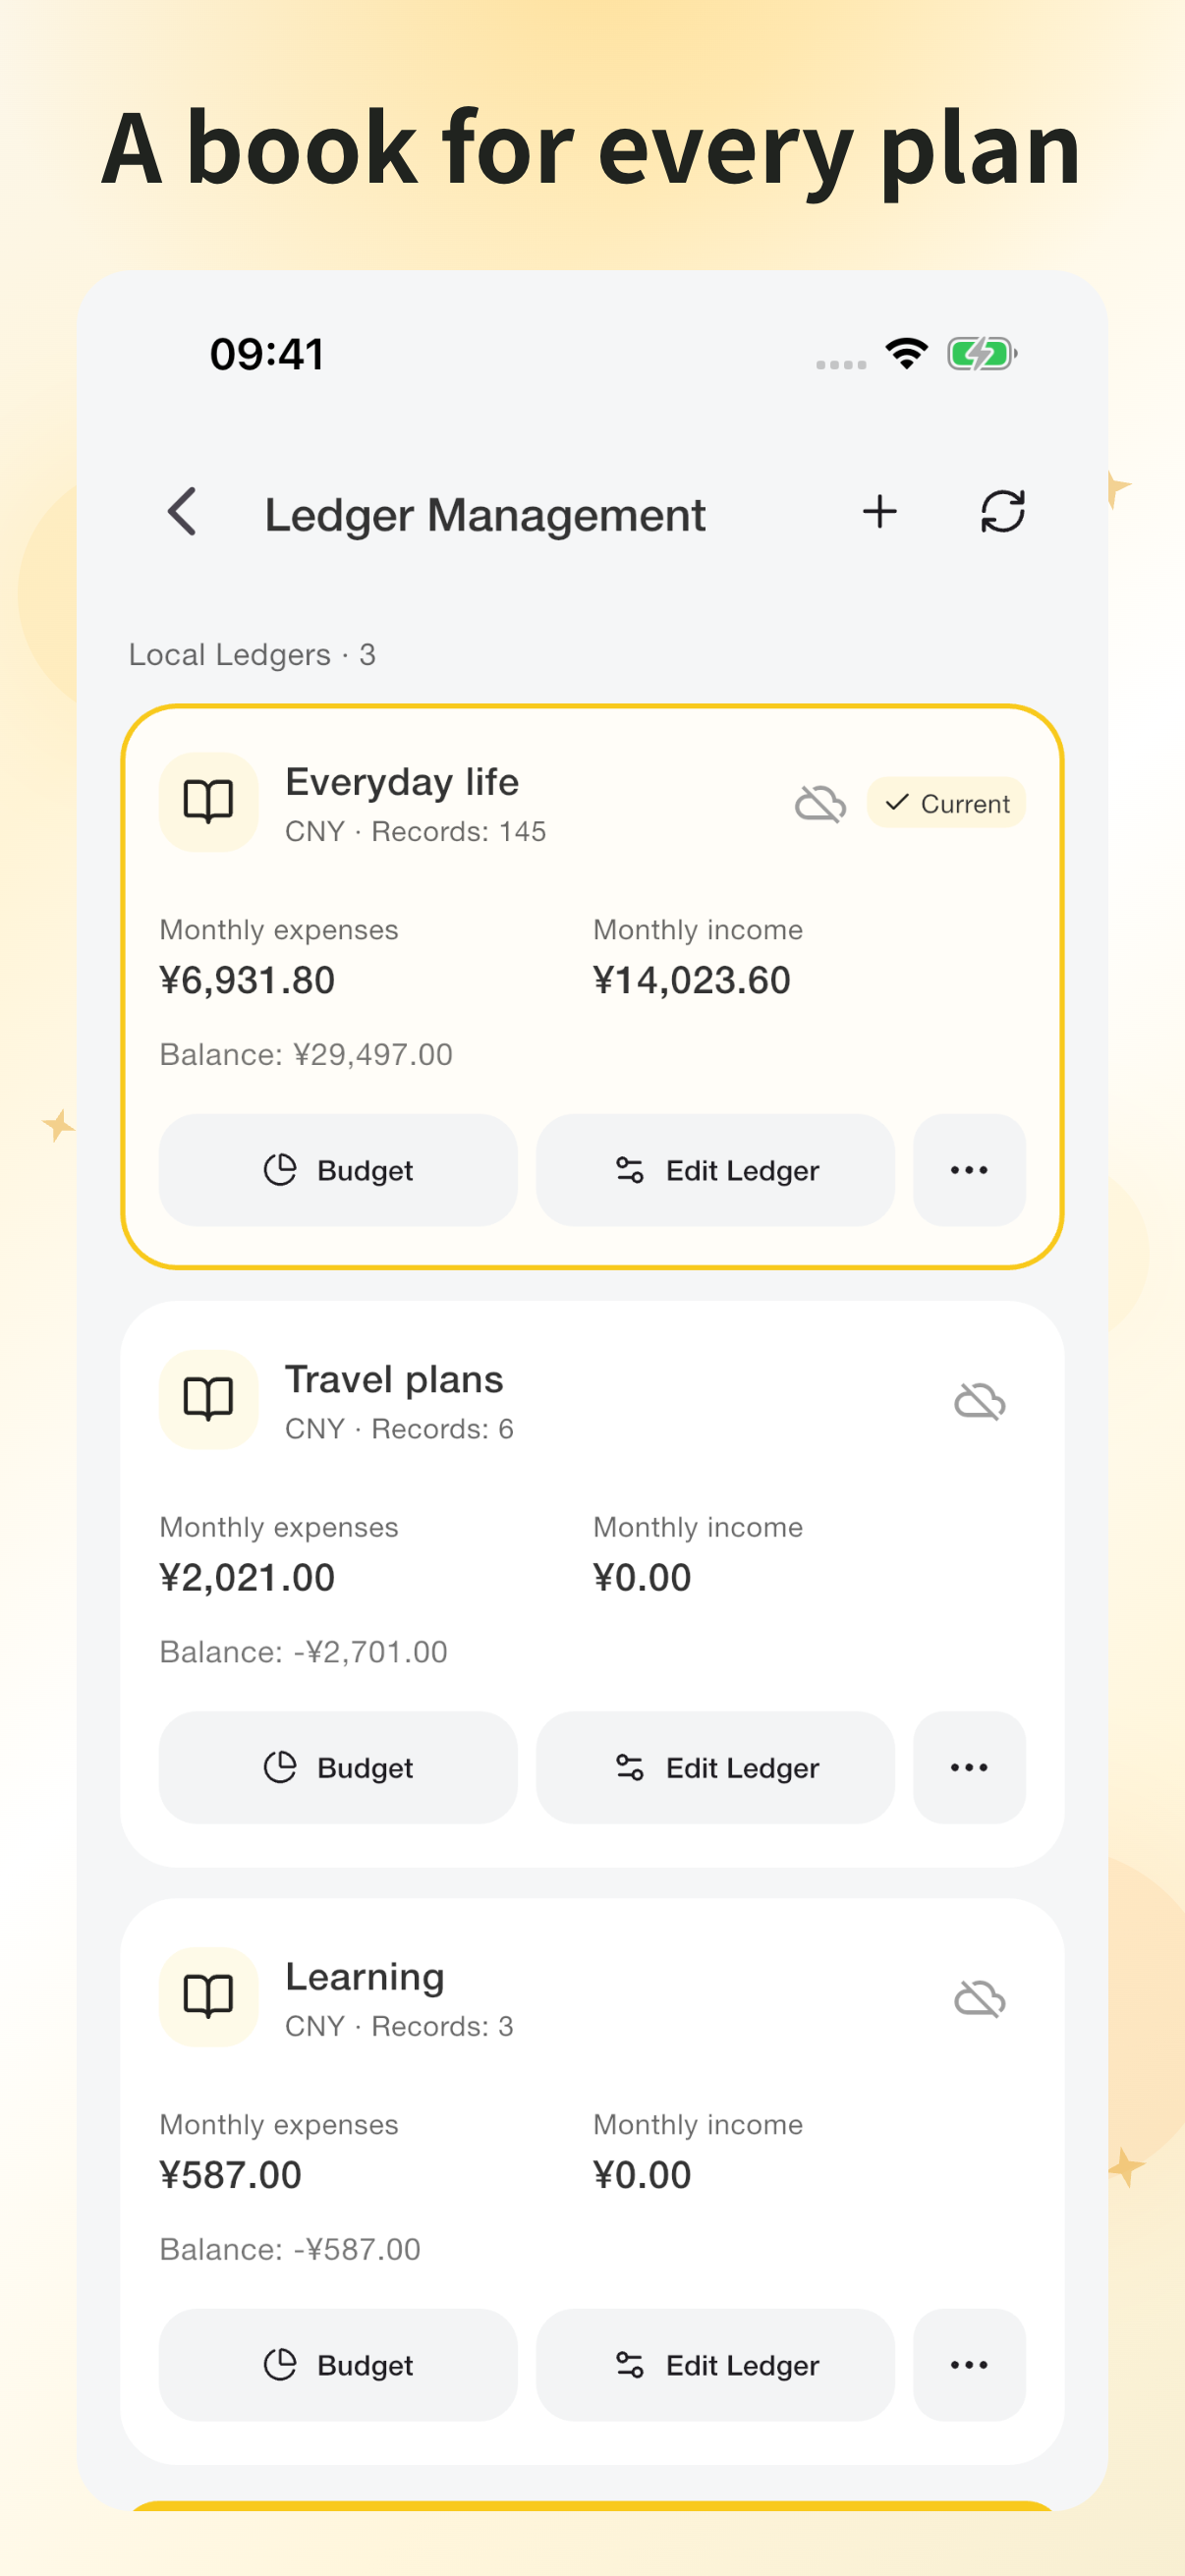 A book for every plan
09:41
Ledger Management
Local Ledgers · 3
Everyday life
CNY · Records: 145
Current
Monthly expenses
Monthly income
¥6,931.80
¥14,023.60
Balance: ¥29,497.00
Budget
Edit Ledger
Travel plans
CNY · Records: 6
Monthly expenses
Monthly income
¥2,021.00
¥0.00
Balance: -¥2,701.00
Budget
Edit Ledger
Learning
CNY · Records: 3
Monthly expenses
Monthly income
¥587.00
¥0.00
Balance: -¥587.00
Budget
Edit Ledger